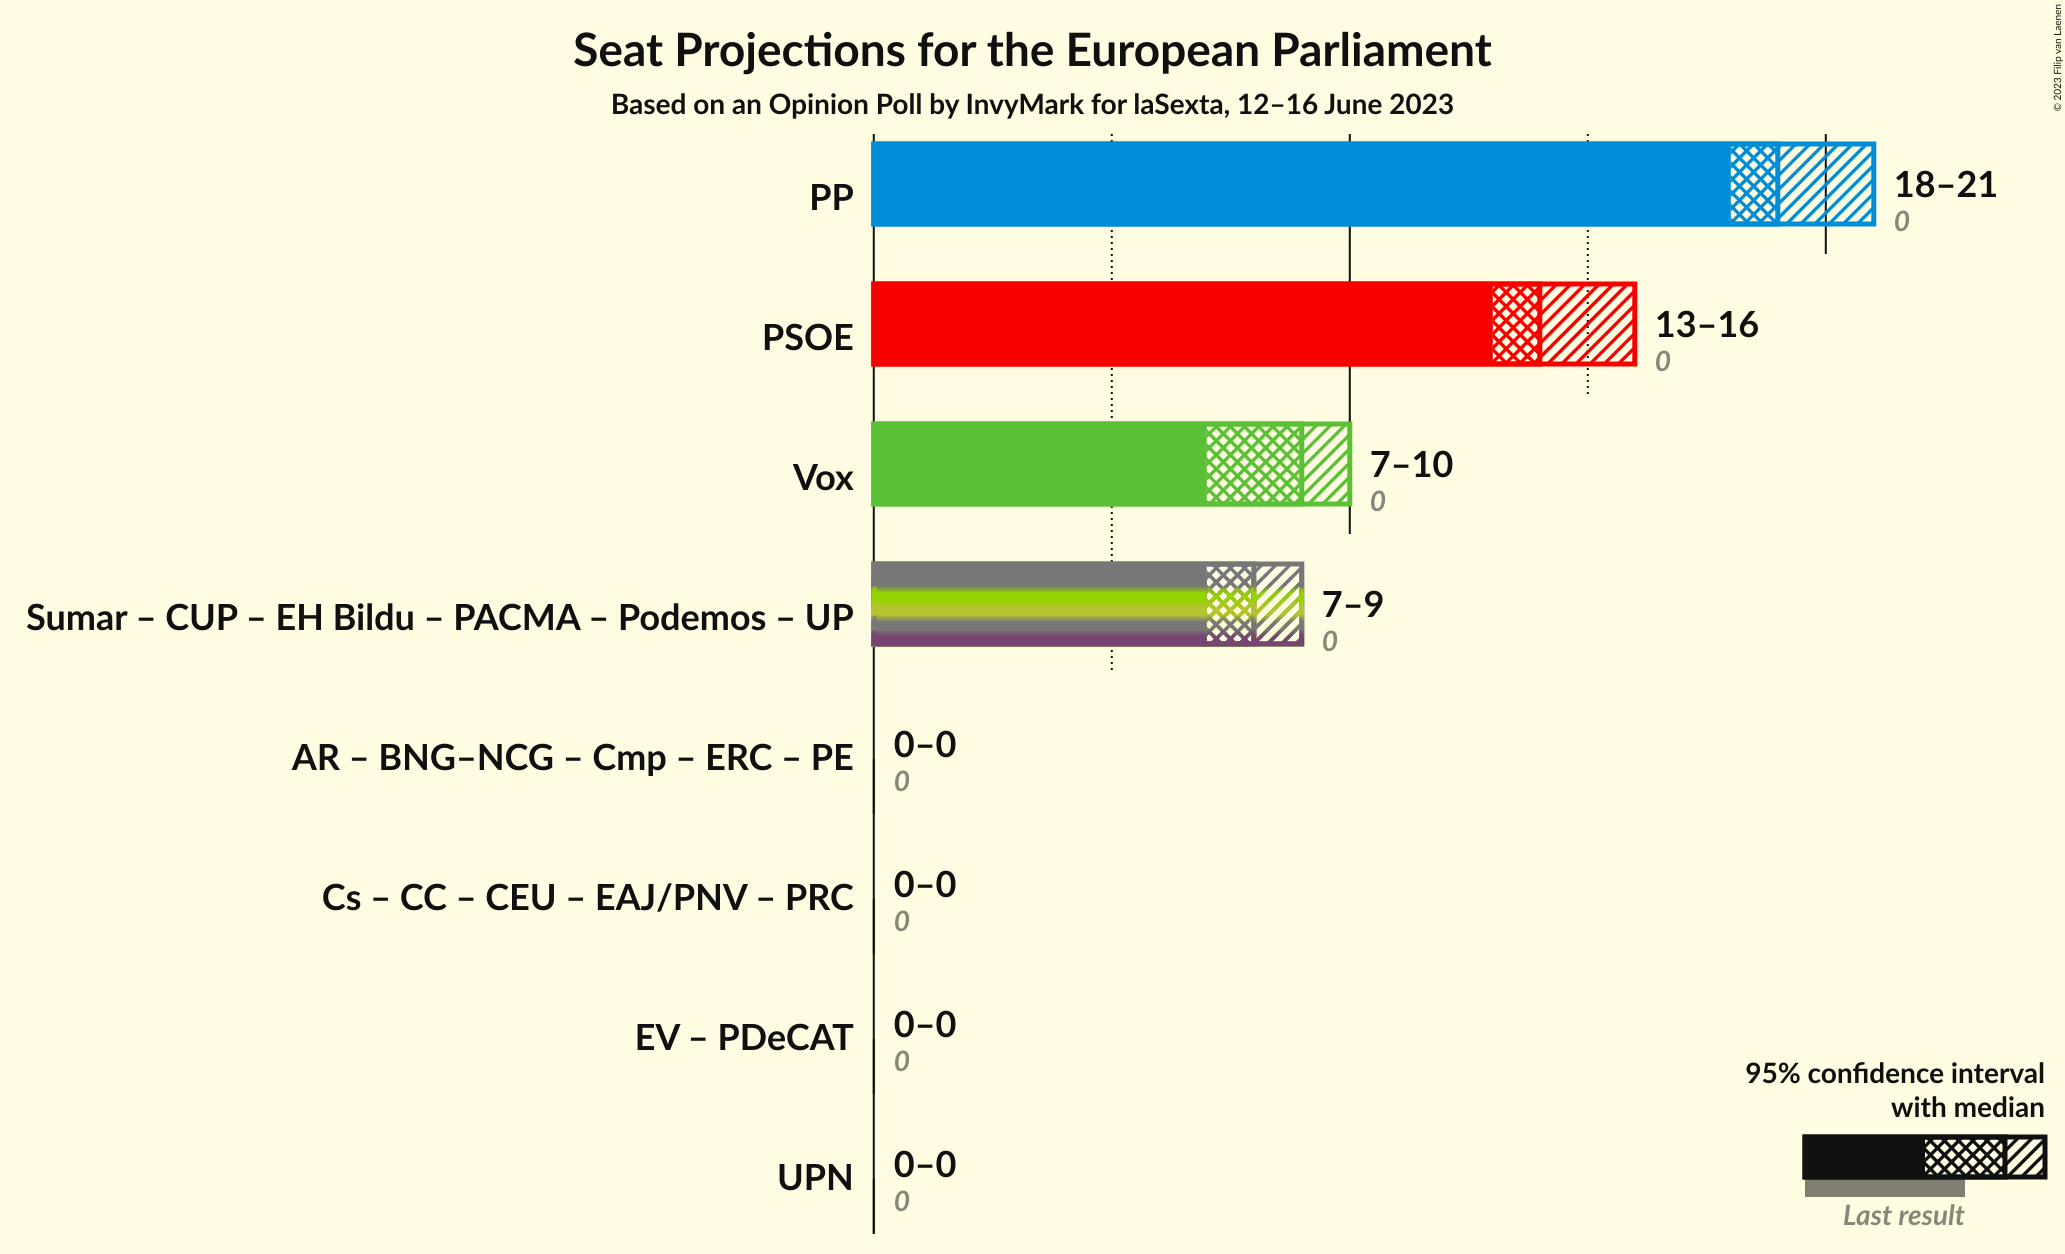 Seat Projections for the European Parliament
Based on an Opinion Poll by InvyMark for laSexta, 12–16 June 2023
© 2023 Filip van Laenen
PP
18–21
0
PSOE
13–16
0
Vox
7–10
0
Sumar – CUP – EH Bildu – PACMA – Podemos – UP
7–9
0
AR – BNG–NCG – Cmp – ERC – PE
0–0
0
Cs – CC – CEU – EAJ/PNV – PRC
0–0
0
EV – PDeCAT
0–0
0
UPN
0–0
0
95% confidence interval
with median
Last result